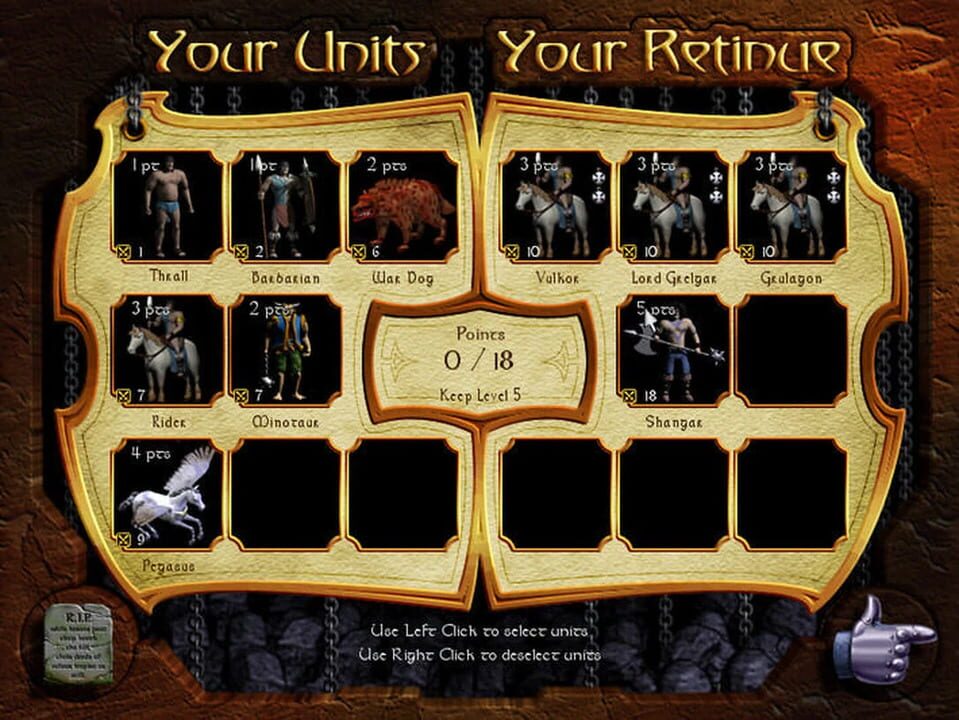 Your Units
Your Retinue
1 pt
1 pt
2 pts
3 pts
3 pts
3 pts
1
2
6
10
10
10
Thrall
Barbarian
War Dog
Vulkor
Lord Grelgar
Grulagon
3 pts
2 pts
Points
0 / 18
Keep Level 5
5 pts
7
7
18
Rider
Minotaur
Shangar
4 pts
9
Pegasus
R.I.P.
Use Left Click to select units
Use Right Click to deselect units